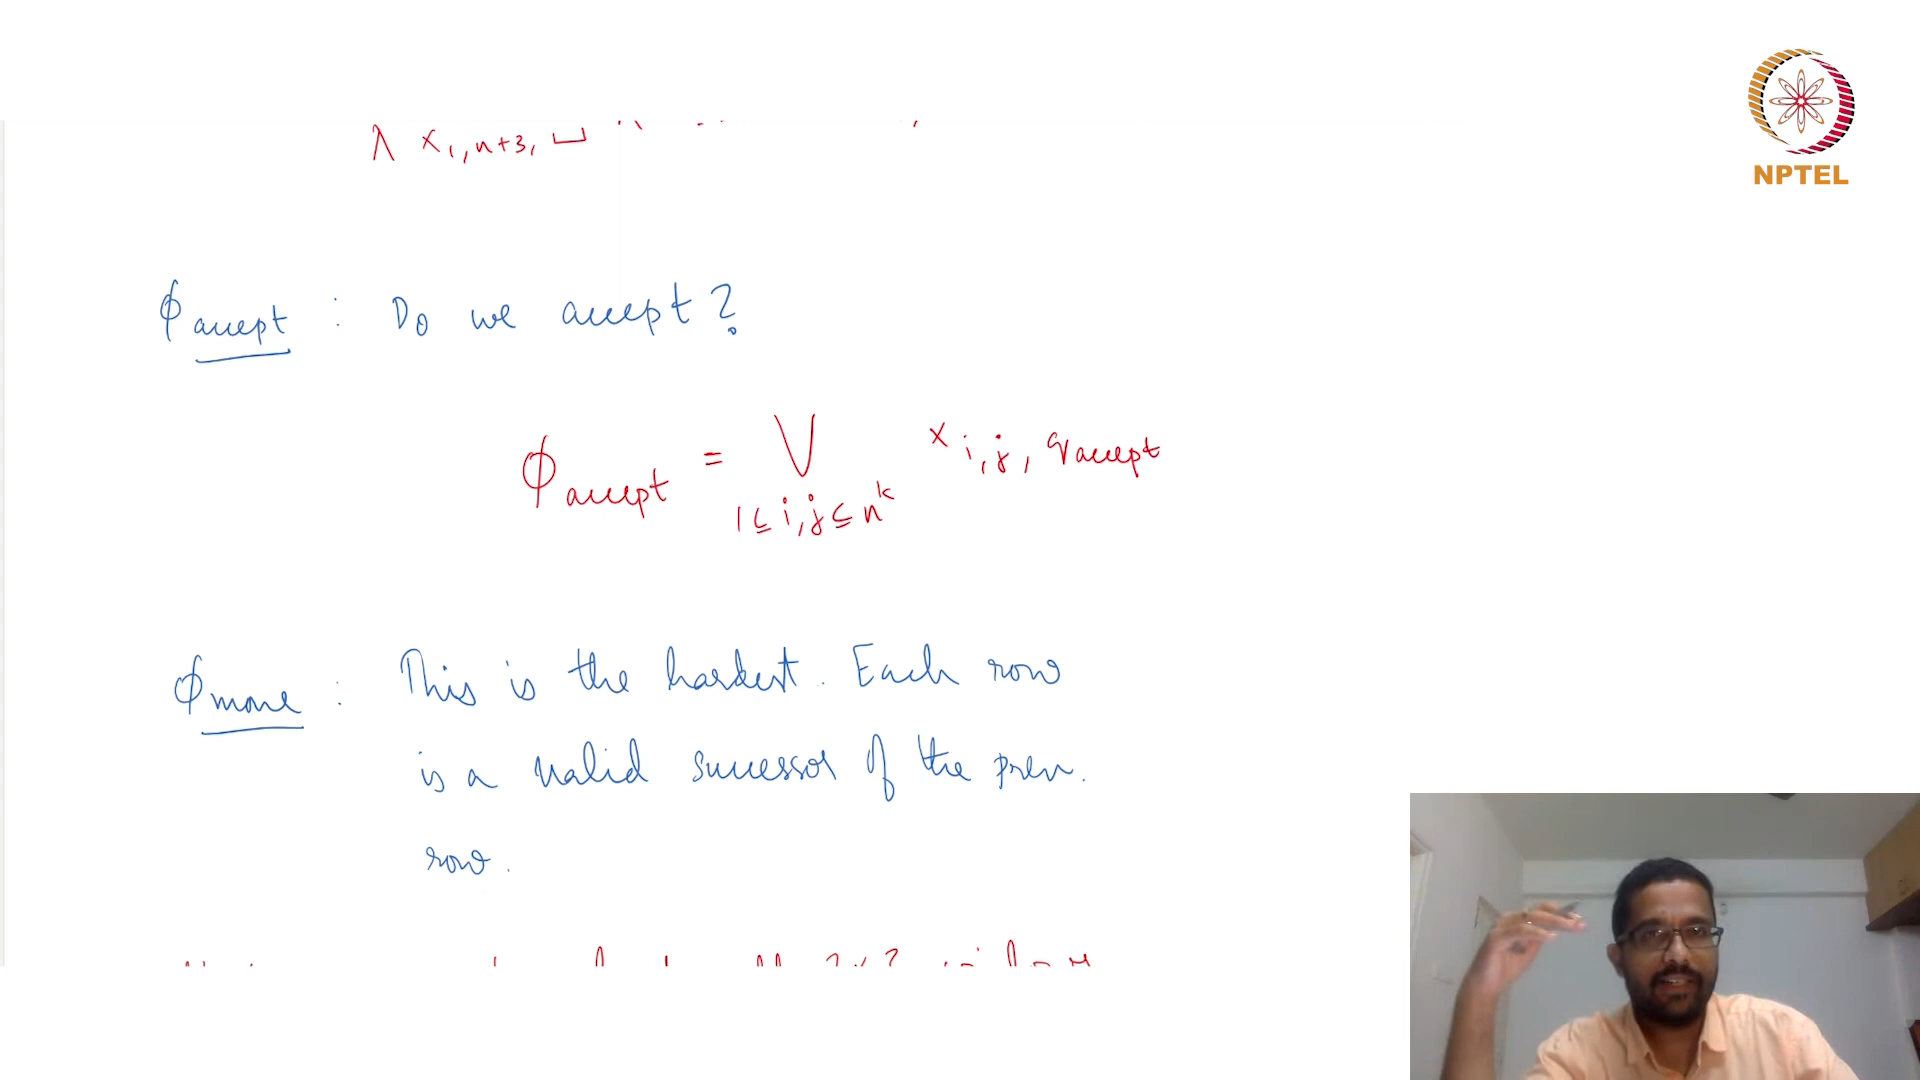 ∧ x₁,ₙ₊₃,␣ ∧
NPTEL
ϕaccept : Do we accept?
ϕaccept = ⋁ x i,j, qaccept
1≤i,j≤nᵏ
ϕmove : This is the hardest. Each row
is a valid successor of the prev.
row.